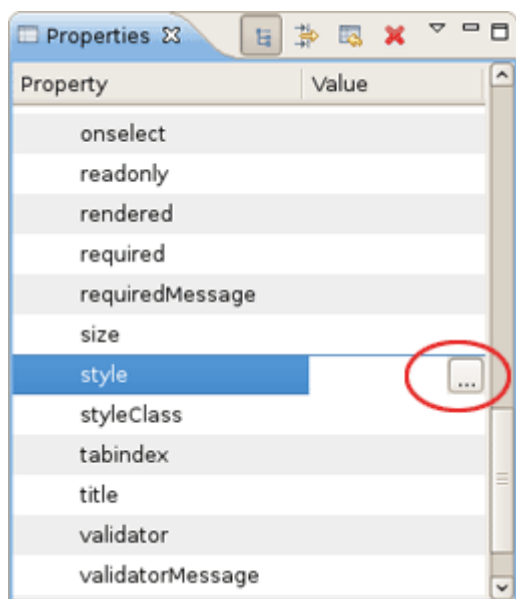 Properties
Property Value
onselect
readonly
rendered
required
requiredMessage
size
style ...
styleClass
tabindex
title
validator
validatorMessage